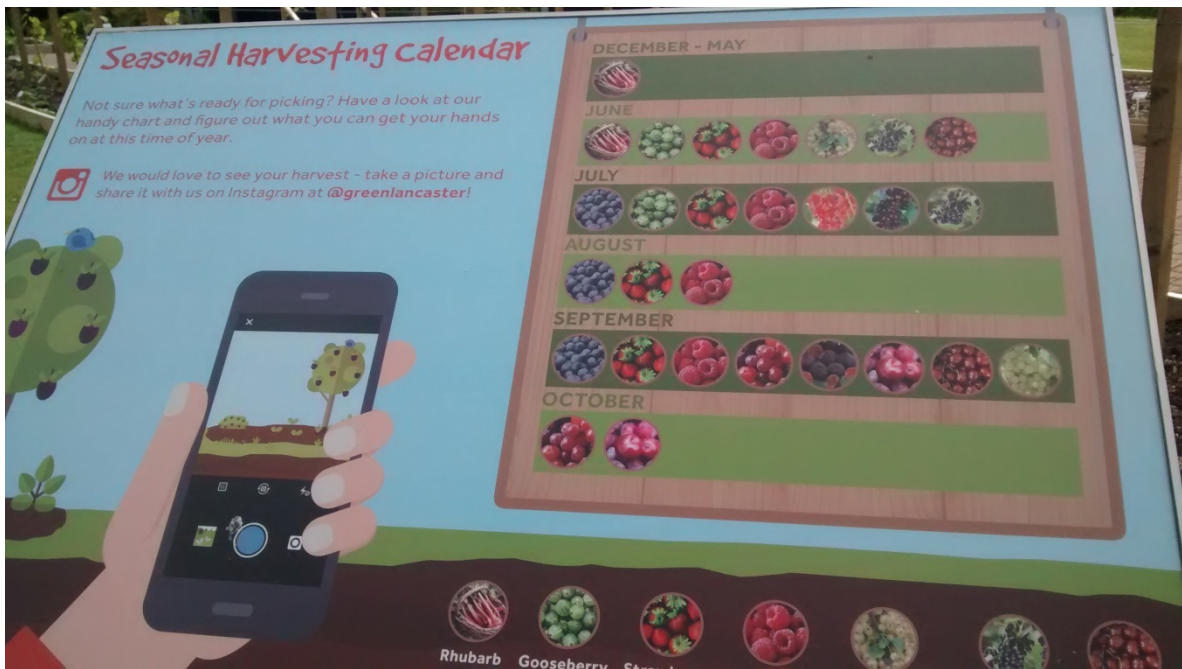 Seasonal Harvesting Calendar
Not sure what's ready for picking? Have a look at our
handy chart and figure out what you can get your hands
on at this time of year.
We would love to see your harvest - take a picture and
share it with us on Instagram at @greenlancaster!
DECEMBER - MAY
JUNE
JULY
AUGUST
SEPTEMBER
OCTOBER
Rhubarb
Gooseberry